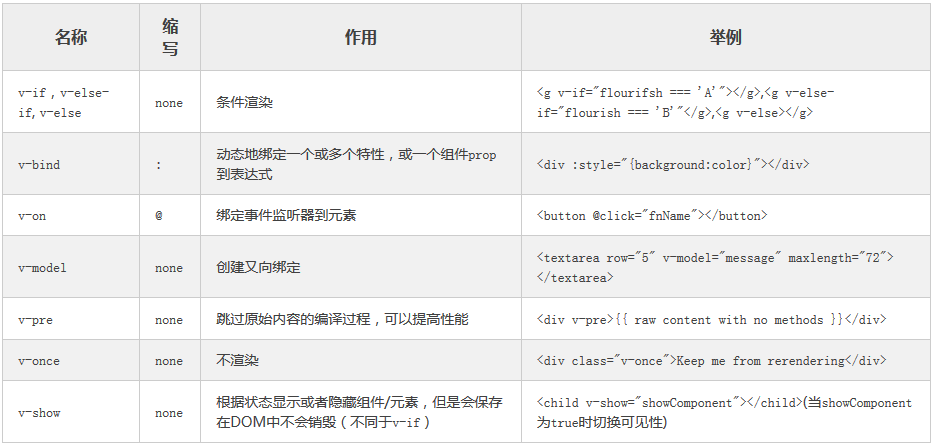 名称
缩
写
作用
举例
v-if，v-else-
if, v-else
none
条件渲染
<g v-if="flourifsh === 'A'"></g>,<g v-else-
if="flourish === 'B'"</g>,<g v-else></g>
v-bind
:
动态地绑定一个或多个特性，或一个组件prop
到表达式
<div :style="{background:color}"></div>
v-on
@
绑定事件监听器到元素
<button @click="fnName"></button>
v-model
none
创建又向绑定
<textarea row="5" v-model="message" maxlength="72">
</textarea>
v-pre
none
跳过原始内容的编译过程，可以提高性能
<div v-pre>{{ raw content with no methods }}</div>
v-once
none
不渲染
<div class="v-once">Keep me from rerendering</div>
v-show
none
根据状态显示或者隐藏组件/元素，但是会保存
在DOM中不会销毁（不同于v-if）
<child v-show="showComponent"></child>(当showComponent
为true时切换可见性)